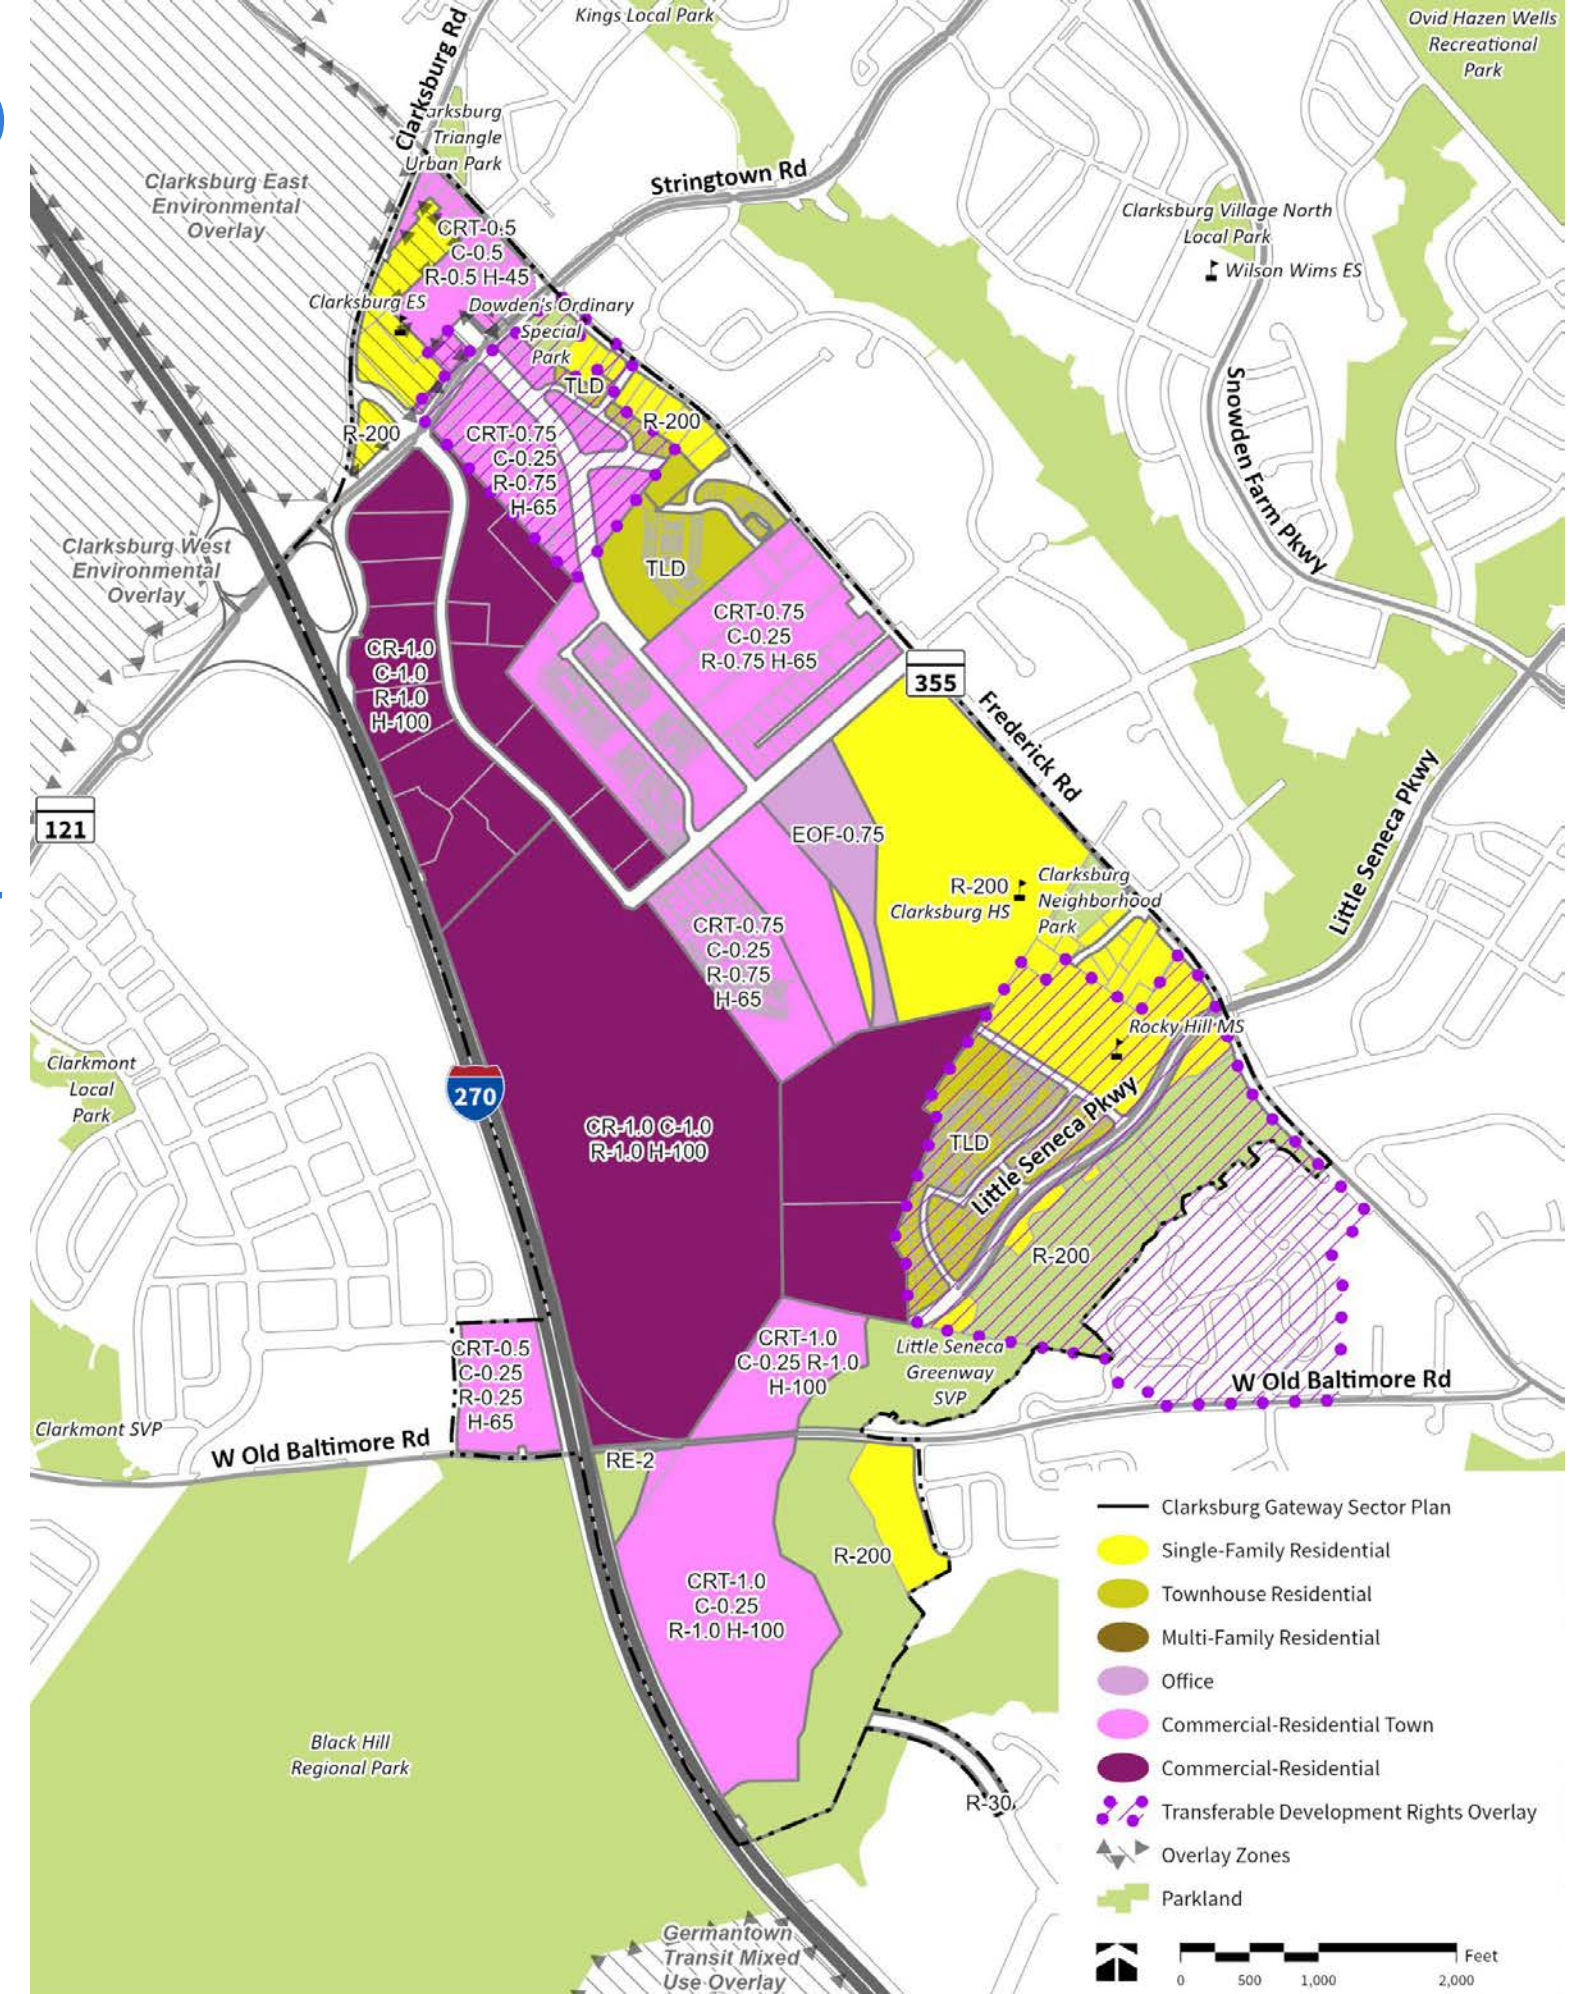 Kings Local Park
Ovid Hazen Wells
Recreational
Park
Clarksburg Rd
arksburg
Triangle
Urban Park
Stringtown Rd
Clarksburg East
Environmental
Overlay
CRT-0.5
C-0.5
R-0.5 H-45
Clarksburg Village North
Local Park
Wilson Wims ES
Clarksburg ES
Dowden's Ordinary
Special
Park
TLD
R-200
R-200
CRT-0.75
C-0.25
R-0.75
H-65
Snowden Farm Pkwy
Clarksburg West
Environmental
Overlay
TLD
CRT-0.75
C-0.25
R-0.75 H-65
CR-1.0
C-1.0
R-1.0
H-100
355
Frederick Rd
121
EOF-0.75
Little Seneca Pkwy
R-200
Clarksburg HS
Clarksburg
Neighborhood
Park
CRT-0.75
C-0.25
R-0.75
H-65
Rocky Hill MS
Clarkmont
Local
Park
270
CR-1.0 C-1.0
R-1.0 H-100
TLD
Little Seneca Pkwy
R-200
CRT-0.5
C-0.25
R-0.25
H-65
CRT-1.0
C-0.25 R-1.0
H-100
Little Seneca
Greenway
SVP
W Old Baltimore Rd
Clarkmont SVP
W Old Baltimore Rd
RE-2
R-200
CRT-1.0
C-0.25
R-1.0 H-100
Black Hill
Regional Park
R-30
Germantown
Transit Mixed
Use Overlay
Clarksburg Gateway Sector Plan
Single-Family Residential
Townhouse Residential
Multi-Family Residential
Office
Commercial-Residential Town
Commercial-Residential
Transferable Development Rights Overlay
Overlay Zones
Parkland
Feet
0 500 1,000 2,000